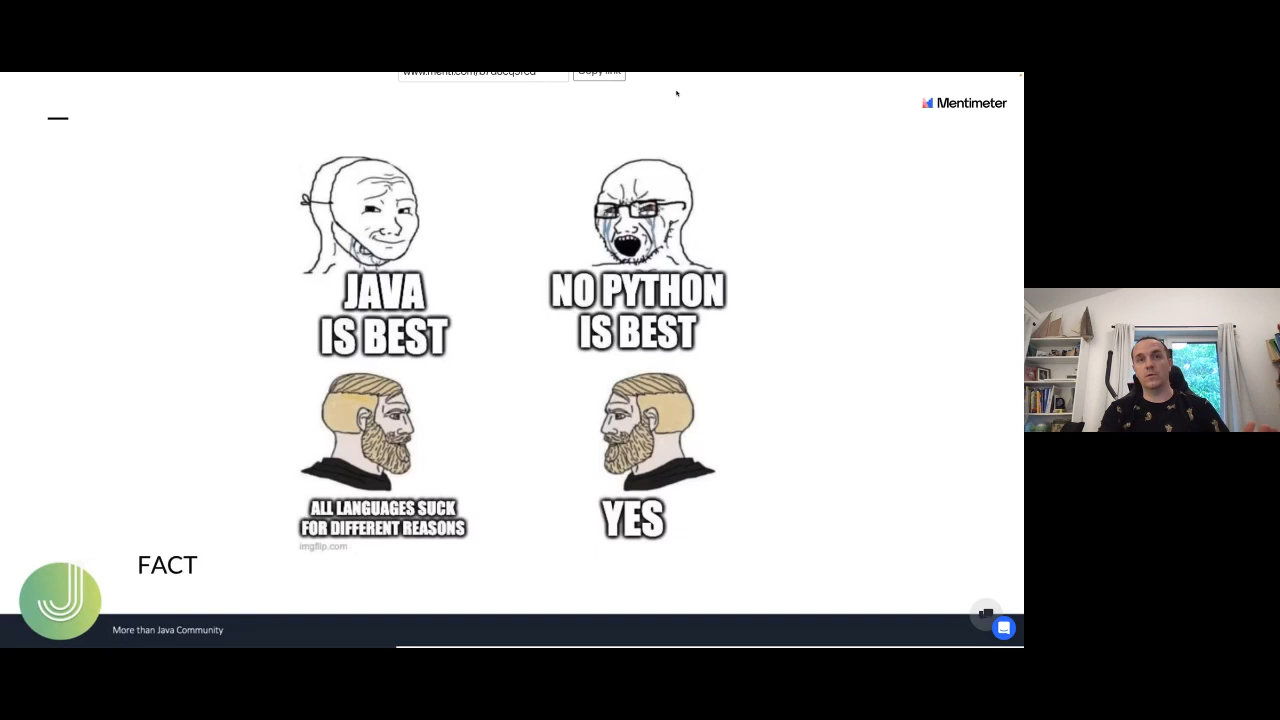 Mentimeter
JAVA
IS BEST
NO PYTHON
IS BEST
ALL LANGUAGES SUCK
FOR DIFFERENT REASONS
YES
imgflip.com
FACT
More than Java Community